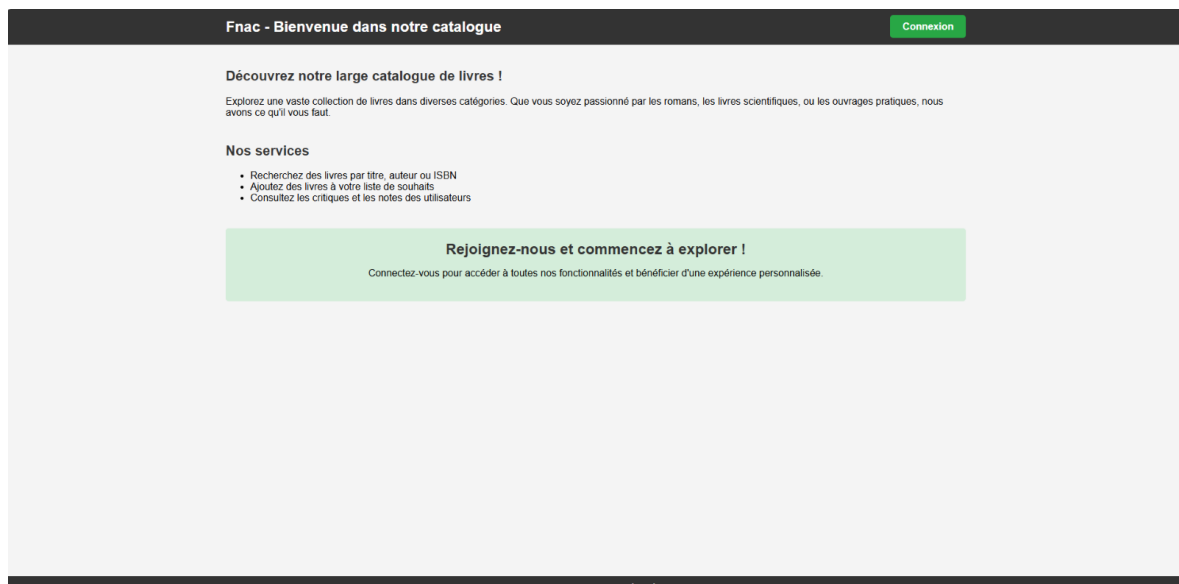 Fnac - Bienvenue dans notre catalogue
Connexion
Découvrez notre large catalogue de livres !
Explorez une vaste collection de livres dans diverses catégories. Que vous soyez passionné par les romans, les livres scientifiques, ou les ouvrages pratiques, nous
avons ce qu'il vous faut.
Nos services
• Recherchez des livres par titre, auteur ou ISBN
• Ajoutez des livres à votre liste de souhaits
• Consultez les critiques et les notes des utilisateurs
Rejoignez-nous et commencez à explorer !
Connectez-vous pour accéder à toutes nos fonctionnalités et bénéficier d'une expérience personnalisée.